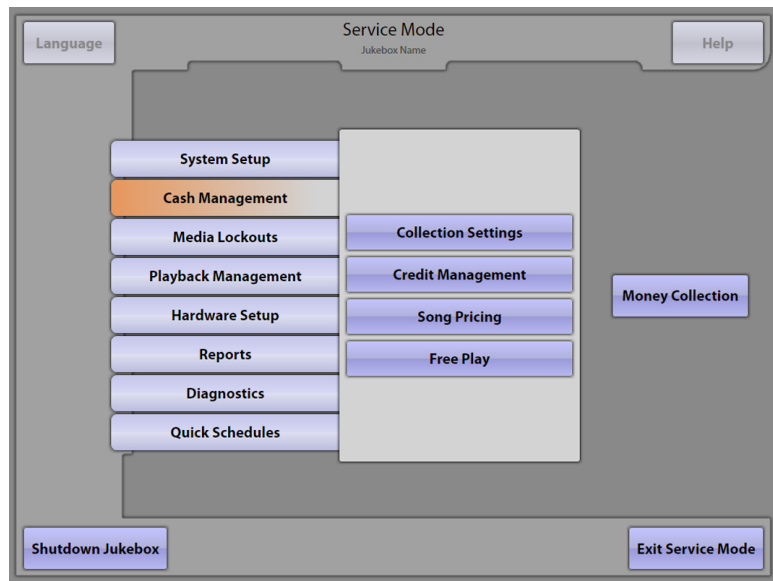 Language
Service Mode
Jukebox Name
Help
System Setup
Cash Management
Media Lockouts
Playback Management
Hardware Setup
Reports
Diagnostics
Quick Schedules
Collection Settings
Credit Management
Song Pricing
Free Play
Money Collection
Shutdown Jukebox
Exit Service Mode